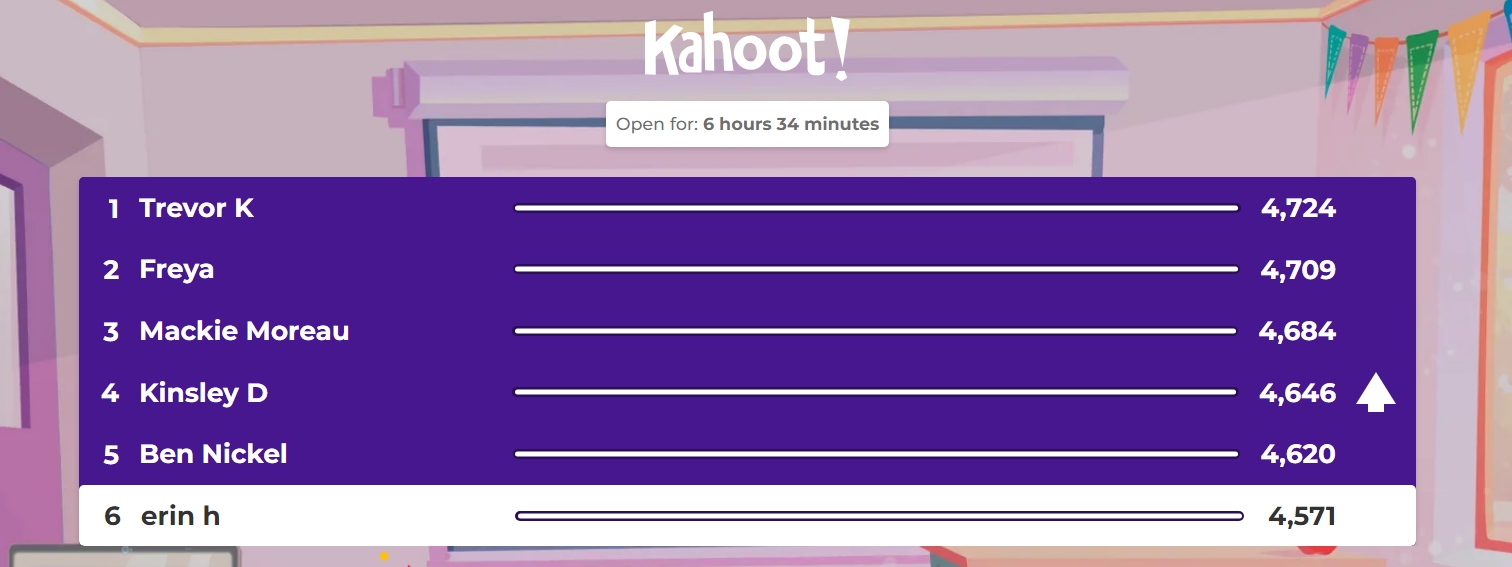 Kahoot!
Open for: 6 hours 34 minutes
1 Trevor K 4,724
2 Freya 4,709
3 Mackie Moreau 4,684
4 Kinsley D 4,646
5 Ben Nickel 4,620
6 erin h 4,571